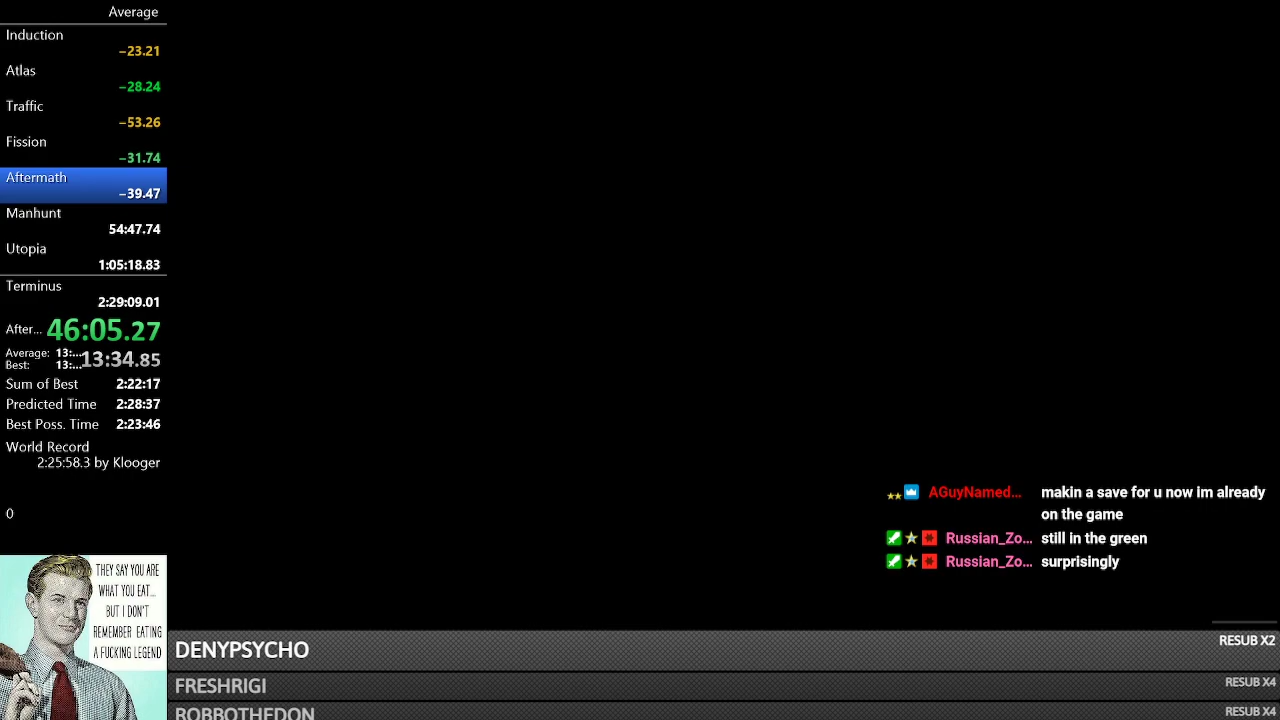 Average
Induction
−23.21
Atlas
−28.24
Traffic
−53.26
Fission
−31.74
Aftermath
−39.47
Manhunt
54:47.74
Utopia
1:05:18.83
Terminus
2:29:09.01
After... 46:05.27
Average: 13:...
Best: 13:... 13:34.85
Sum of Best 2:22:17
Predicted Time 2:28:37
Best Poss. Time 2:23:46
World Record
2:25:58.3 by Klooger
0
THEY SAY YOU ARE
WHAT YOU EAT...
BUT I DON'T
REMEMBER EATING
A FUCKING LEGEND
AGuyNamed... makin a save for u now im already
on the game
Russian_Zo... still in the green
Russian_Zo... surprisingly
DENYPSYCHO RESUB X2
FRESHRIGI RESUB X4
ROBBOTHEDON RESUB X4